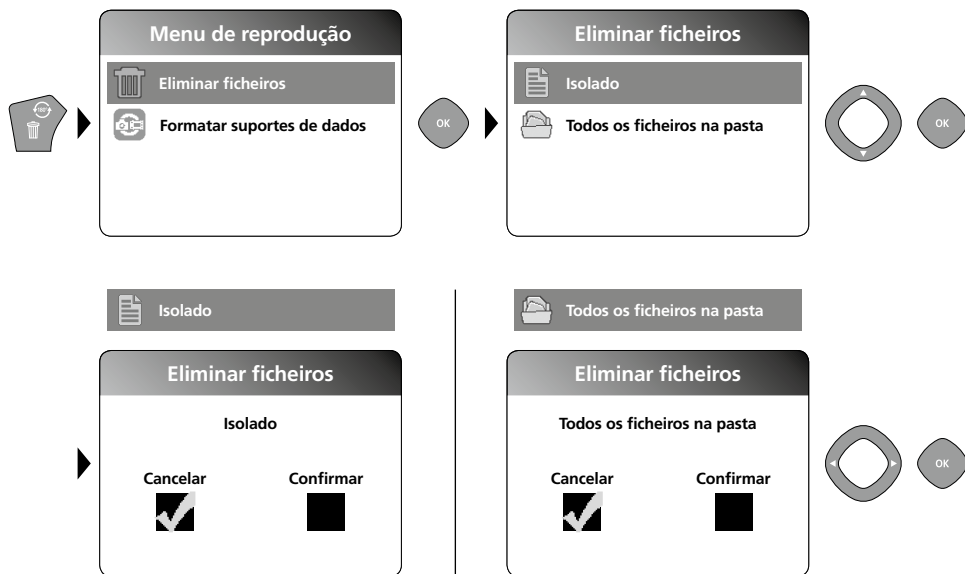 Menu de reprodução
Eliminar ficheiros
Formatar suportes de dados
180°
OK
Eliminar ficheiros
Isolado
Todos os ficheiros na pasta
OK
Isolado
Eliminar ficheiros
Isolado
Cancelar Confirmar
Todos os ficheiros na pasta
Eliminar ficheiros
Todos os ficheiros na pasta
Cancelar Confirmar
OK